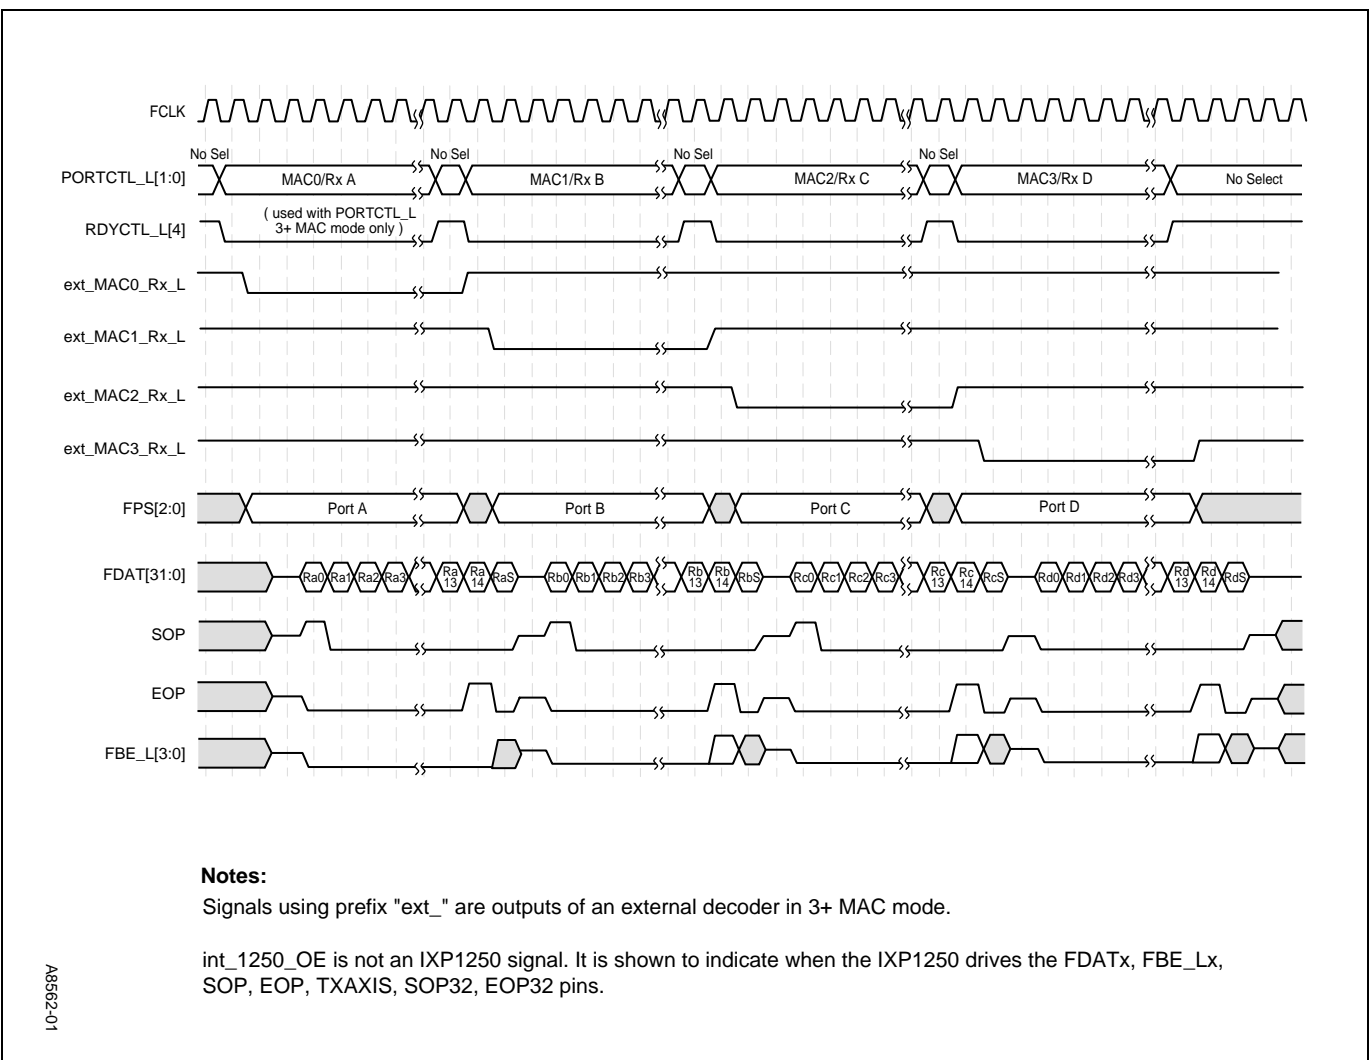 FCLK
No Sel No Sel No Sel No Sel
PORTCTL_L[1:0] MAC0/Rx A MAC1/Rx B MAC2/Rx C MAC3/Rx D No Select
( used with PORTCTL_L
3+ MAC mode only )
RDYCTL_L[4]
ext_MAC0_Rx_L
ext_MAC1_Rx_L
ext_MAC2_Rx_L
ext_MAC3_Rx_L
FPS[2:0] Port A Port B Port C Port D
FDAT[31:0] Ra0 Ra1 Ra2 Ra3 Ra 13 Ra 14 RaS Rb0 Rb1 Rb2 Rb3 Rb 13 Rb 14 RbS Rc0 Rc1 Rc2 Rc3 Rc 13 Rc 14 RcS Rd0 Rd1 Rd2 Rd3 Rd 13 Rd 14 RdS
SOP
EOP
FBE_L[3:0]
Notes:
Signals using prefix "ext_" are outputs of an external decoder in 3+ MAC mode.
int_1250_OE is not an IXP1250 signal. It is shown to indicate when the IXP1250 drives the FDATx, FBE_Lx,
SOP, EOP, TXAXIS, SOP32, EOP32 pins.
A8562-01